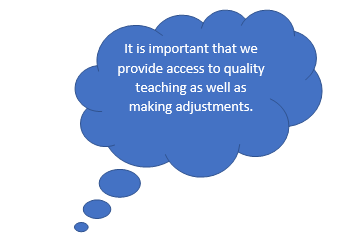 It is important that we
provide access to quality
teaching as well as
making adjustments.